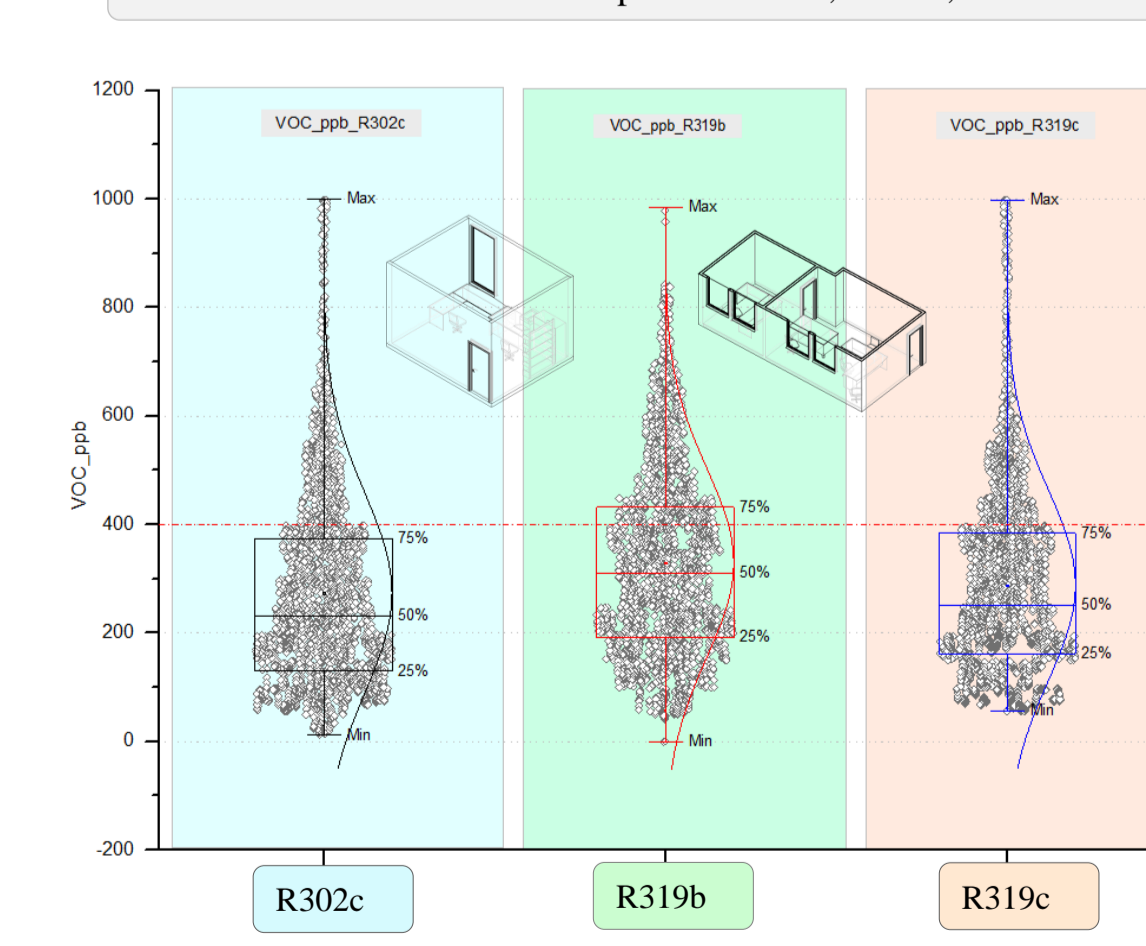 1200
1000
800
600
400
200
0
-200
VOC_ppb
VOC_ppb_R302c
Max
75%
50%
25%
Min
R302c
VOC_ppb_R319b
Max
75%
50%
25%
Min
R319b
VOC_ppb_R319c
Max
75%
50%
25%
Min
R319c